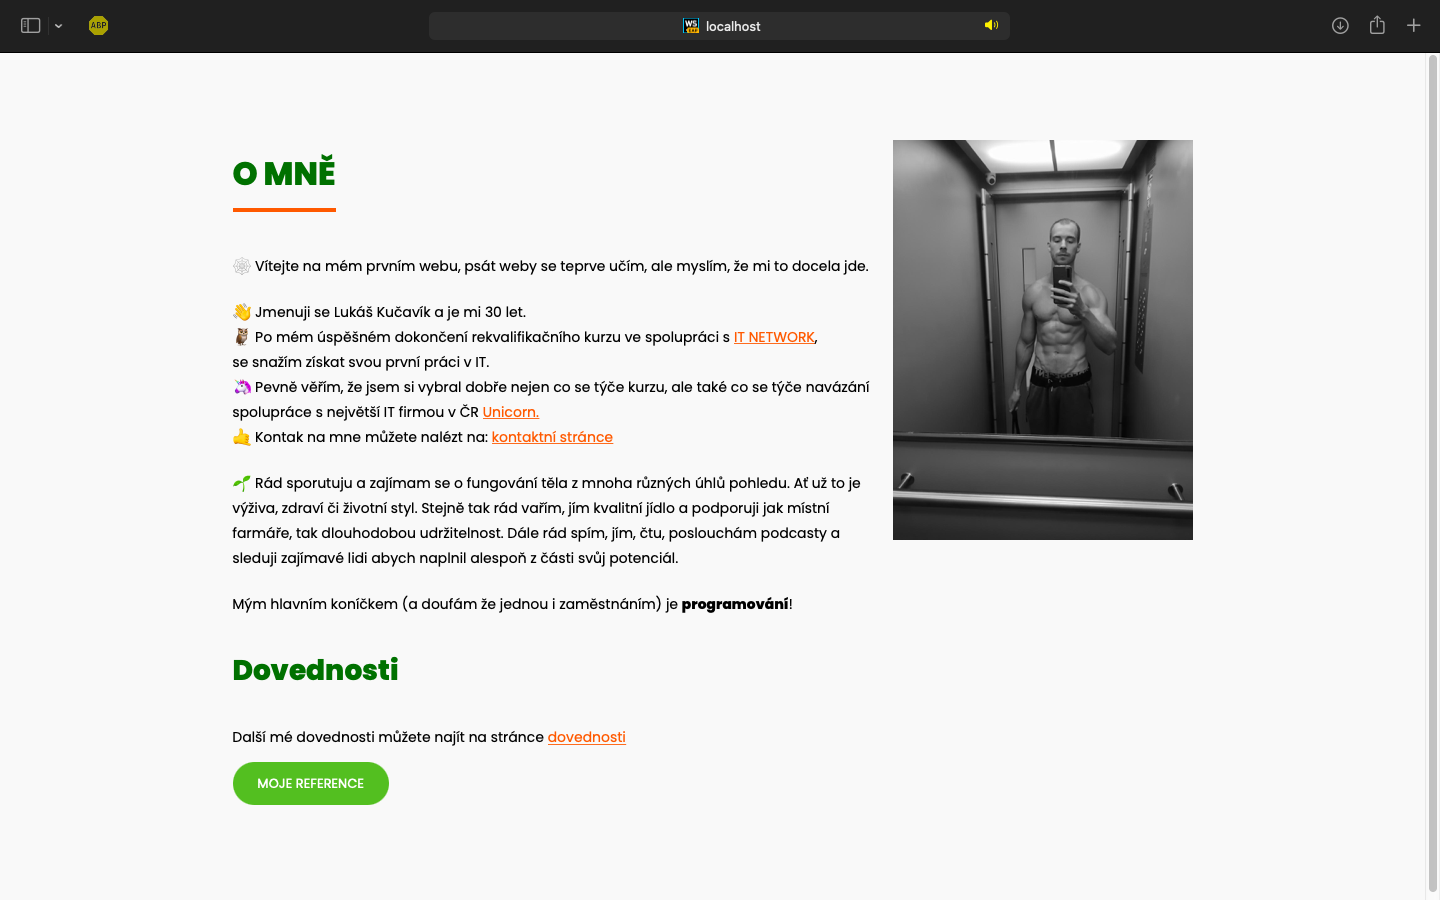 ABP
WS
localhost
O MNĚ
🕸️ Vítejte na mém prvním webu, psát weby se teprve učím, ale myslím, že mi to docela jde.
👋 Jmenuji se Lukáš Kučavík a je mi 30 let.
🦉 Po mém úspěšném dokončení rekvalifikačního kurzu ve spolupráci s IT NETWORK,
se snažím získat svou první práci v IT.
🦄 Pevně věřím, že jsem si vybral dobře nejen co se týče kurzu, ale také co se týče navázání
spolupráce s největší IT firmou v ČR Unicorn.
🤙 Kontak na mne můžete nalézt na: kontaktní stránce
🌱 Rád sporutuju a zajímam se o fungování těla z mnoha různých úhlů pohledu. Ať už to je
výživa, zdraví či životní styl. Stejně tak rád vařím, jím kvalitní jídlo a podporuji jak místní
farmáře, tak dlouhodobou udržitelnost. Dále rád spím, jím, čtu, poslouchám podcasty a
sleduji zajímavé lidi abych naplnil alespoň z části svůj potenciál.
Mým hlavním koníčkem (a doufám že jednou i zaměstnáním) je programování!
Dovednosti
Další mé dovednosti můžete najít na stránce dovednosti
MOJE REFERENCE